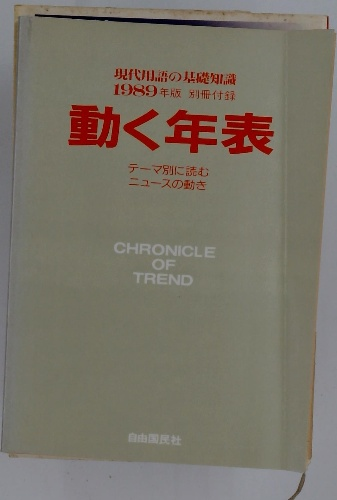 現代用語の基礎知識
1989年版 別冊付録
動く年表
テーマ別に読む
ニュースの動き
CHRONICLE
OF
TREND
自由国民社